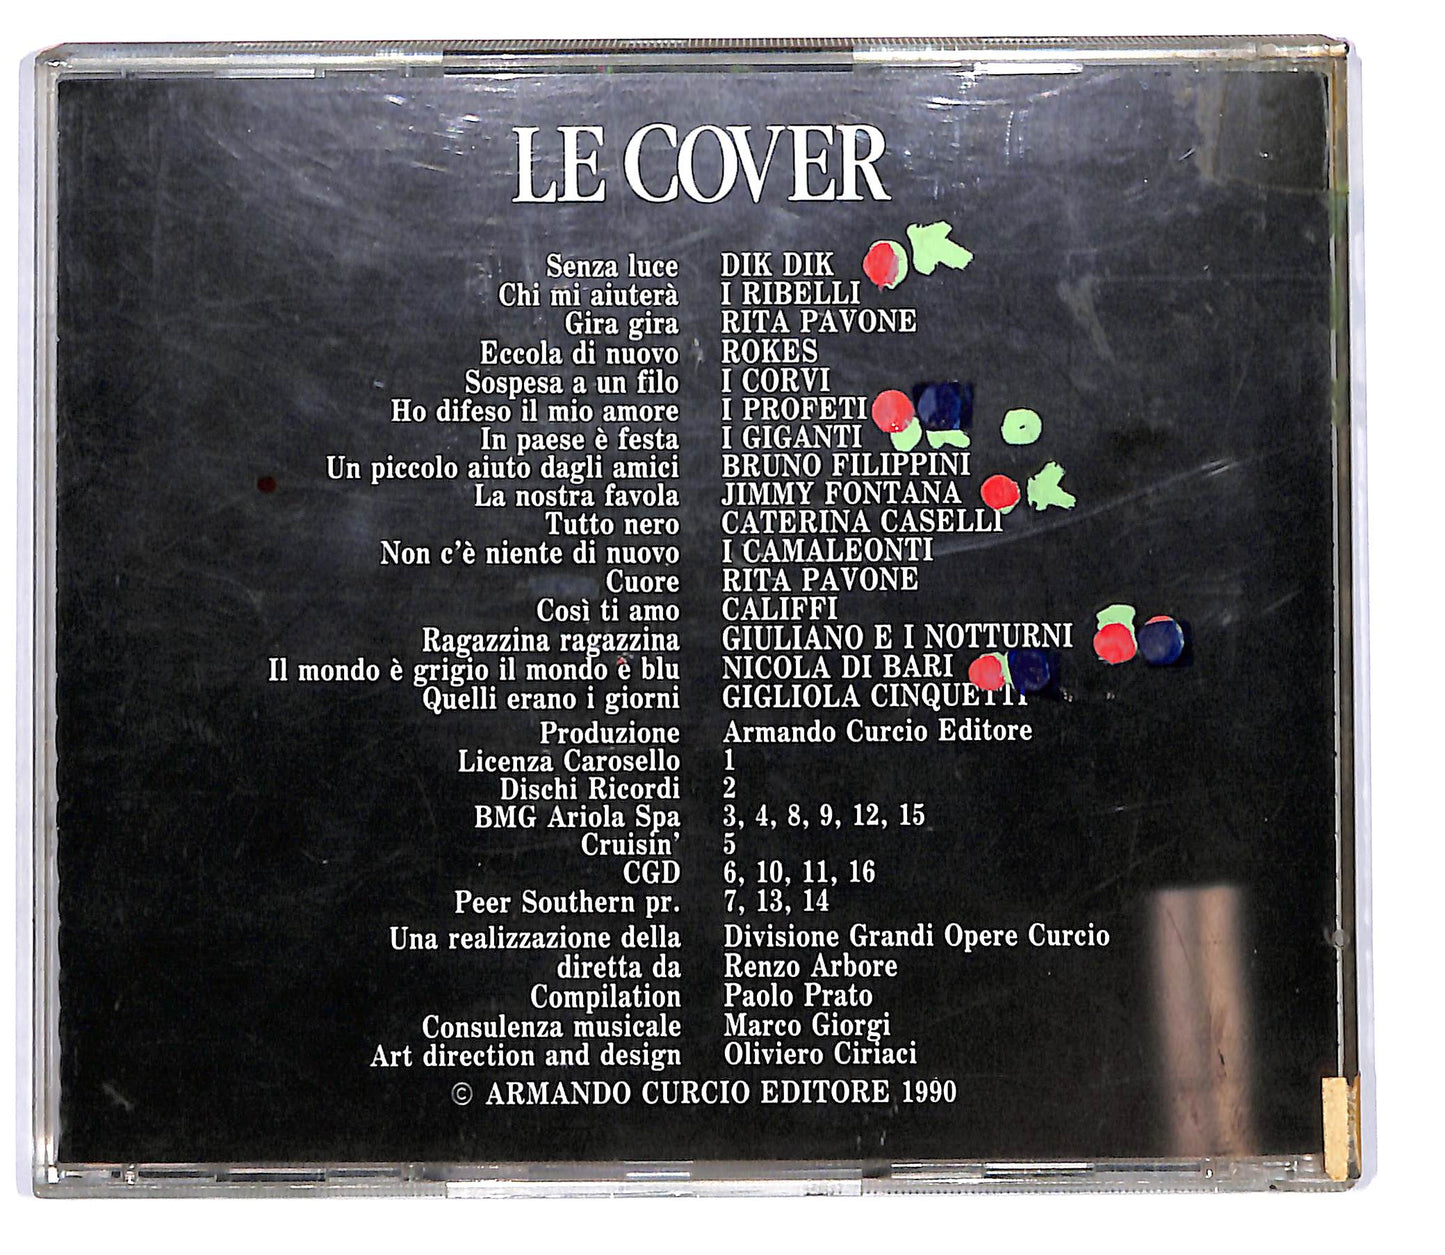 LE COVER
Senza luce DIK DIK
Chi mi aiuterà I RIBELLI
Gira gira RITA PAVONE
Eccola di nuovo ROKES
Sospesa a un filo I CORVI
Ho difeso il mio amore I PROFETI
In paese è festa I GIGANTI
Un piccolo aiuto dagli amici BRUNO FILIPPINI
La nostra favola JIMMY FONTANA
Tutto nero CATERINA CASELLI
Non c'è niente di nuovo I CAMALEONTI
Cuore RITA PAVONE
Così ti amo CALIFFI
Ragazzina ragazzina GIULIANO E I NOTTURNI
Il mondo è grigio il mondo è blu NICOLA DI BARI
Quelli erano i giorni GIGLIOLA CINQUETTI
Produzione Armando Curcio Editore
Licenza Carosello 1
Dischi Ricordi 2
BMG Ariola Spa 3, 4, 8, 9, 12, 15
Cruisin' 5
CGD 6, 10, 11, 16
Peer Southern pr. 7, 13, 14
Una realizzazione della Divisione Grandi Opere Curcio
diretta da Renzo Arbore
Compilation Paolo Prato
Consulenza musicale Marco Giorgi
Art direction and design Oliviero Ciriaci
© ARMANDO CURCIO EDITORE 1990